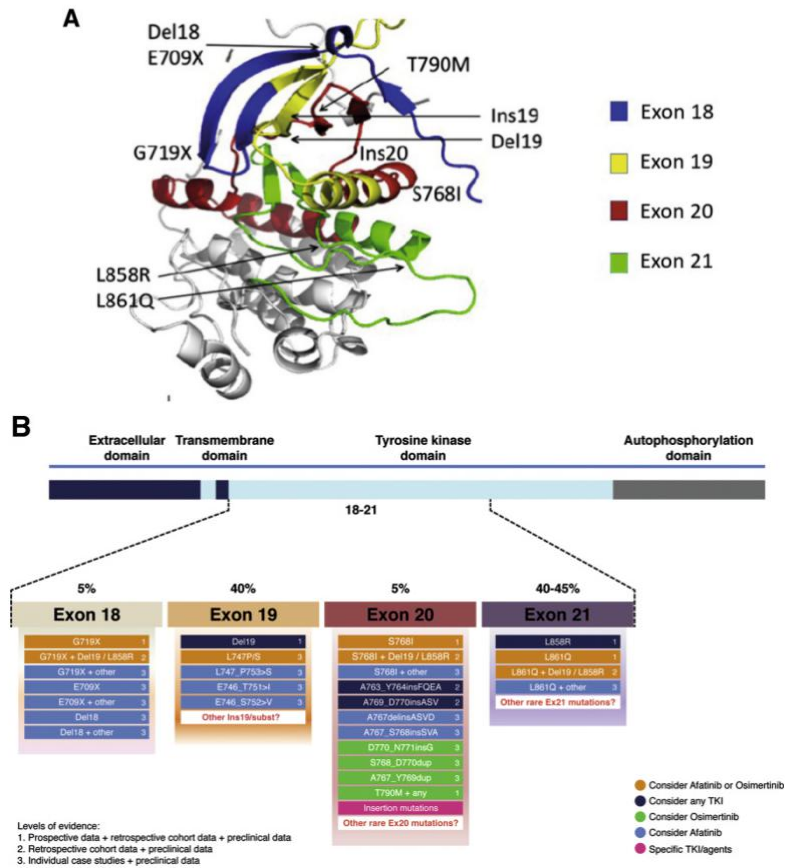 A
Del18
E709X
T790M
Ins19
Del19
G719X
Ins20
S768I
L858R
L861Q
Exon 18
Exon 19
Exon 20
Exon 21
B
Extracellular
domain
Transmembrane
domain
Tyrosine kinase
domain
Autophosphorylation
domain
18-21
5%
Exon 18
G719X 1
G719X + Del19 / L858R 2
G719X + other 3
E709X 3
E709X + other 3
Del18 3
Del18 + other 3
40%
Exon 19
Del19 1
L747P/S 3
L747_P753>S 3
E746_T751>I 3
E746_S752>V 3
Other Ins19/subst?
5%
Exon 20
S768I 1
S768I + Del19 / L858R 2
S768I + other 3
A763_Y764insFQEA 2
A769_D770insASV 2
A767delinsASVD 3
A767_S768insSVA 3
D770_N771insG 3
S768_D770dup 3
A767_Y769dup 3
T790M + any 1
Insertion mutations
Other rare Ex20 mutations?
40-45%
Exon 21
L858R 1
L861Q 1
L861Q + Del19 / L858R 2
L861Q + other 3
Other rare Ex21 mutations?
Consider Afatinib or Osimertinib
Consider any TKI
Consider Osimertinib
Consider Afatinib
Specific TKI/agents
Levels of evidence:
1. Prospective data + retrospective cohort data + preclinical data
2. Retrospective cohort data + preclinical data
3. Individual case studies + preclinical data